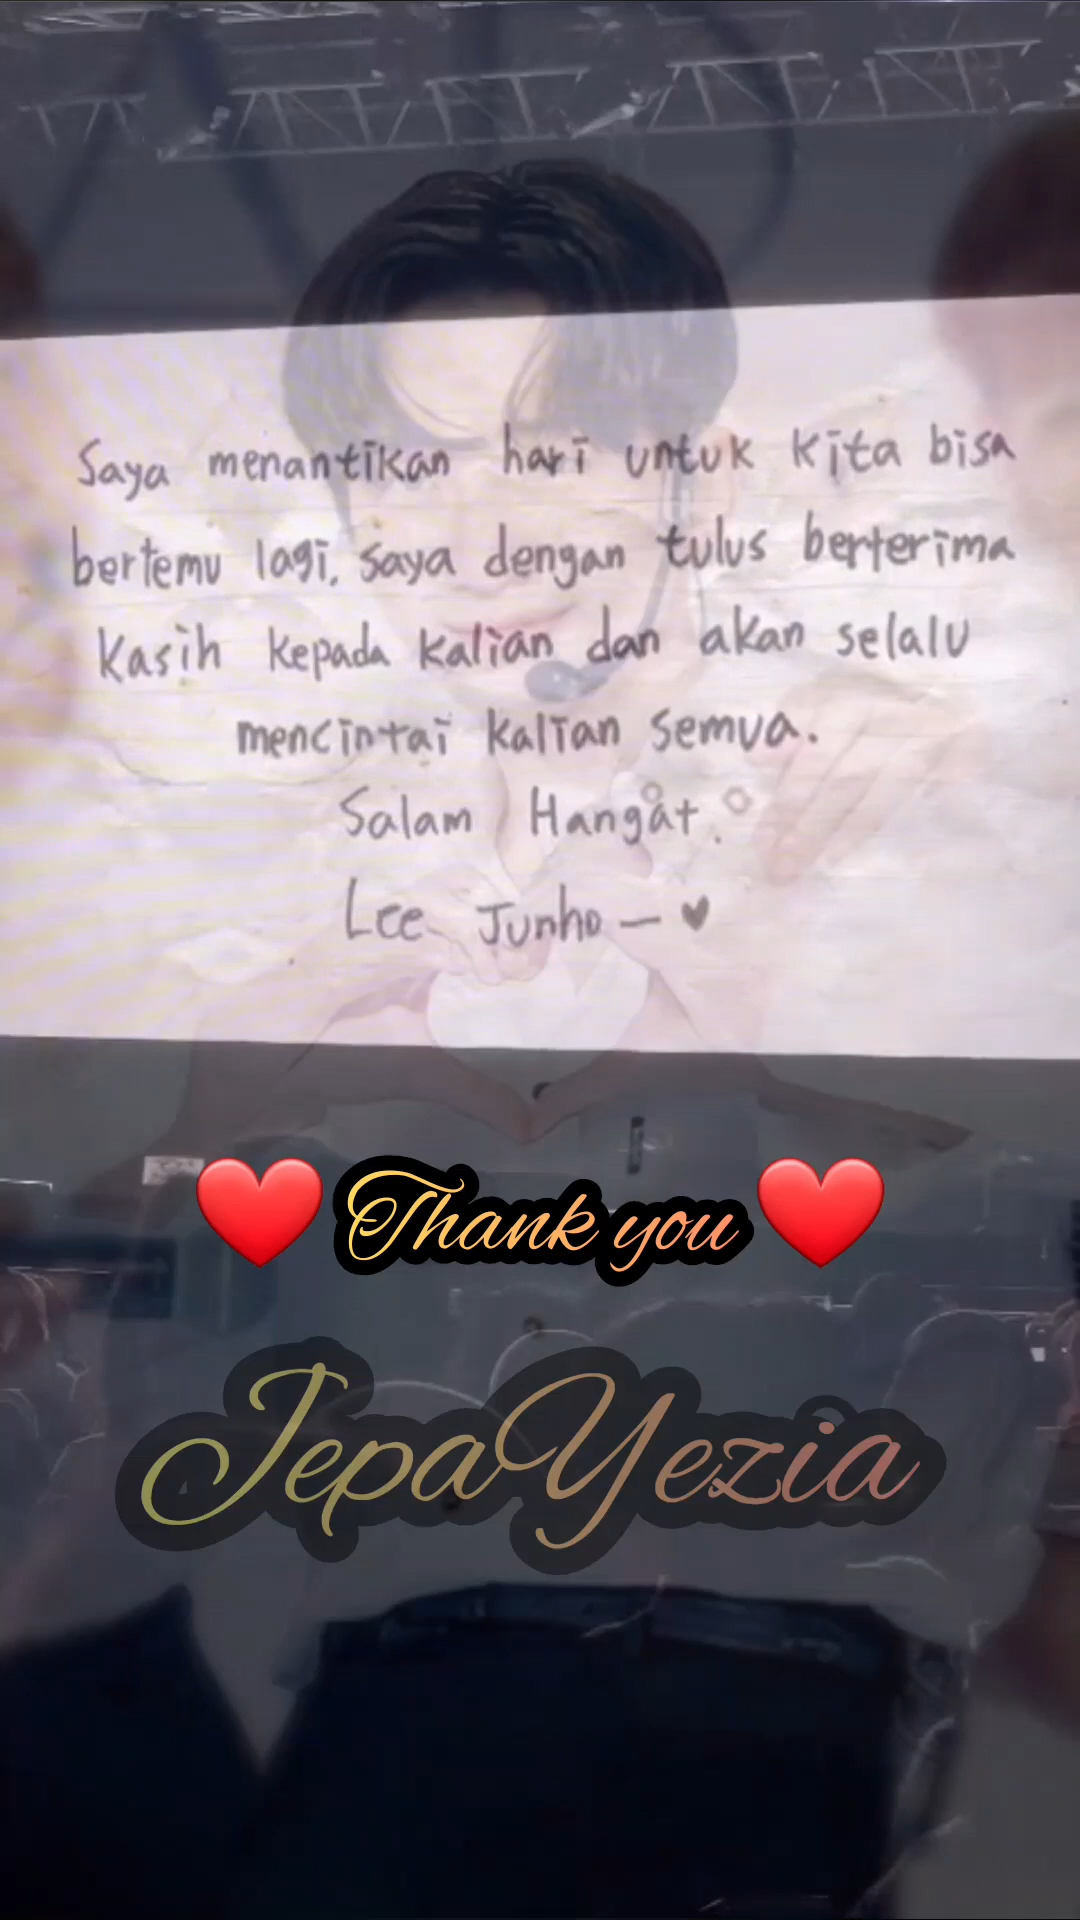 Saya menantikan hari untuk kita bisa
bertemu lagi. Saya dengan tulus berterima
kasih kepada kalian dan akan selalu
mencintai kalian semua.
Salam Hangat.
Lee Junho — ♥
❤️ Thank you ❤️
JepaYezia